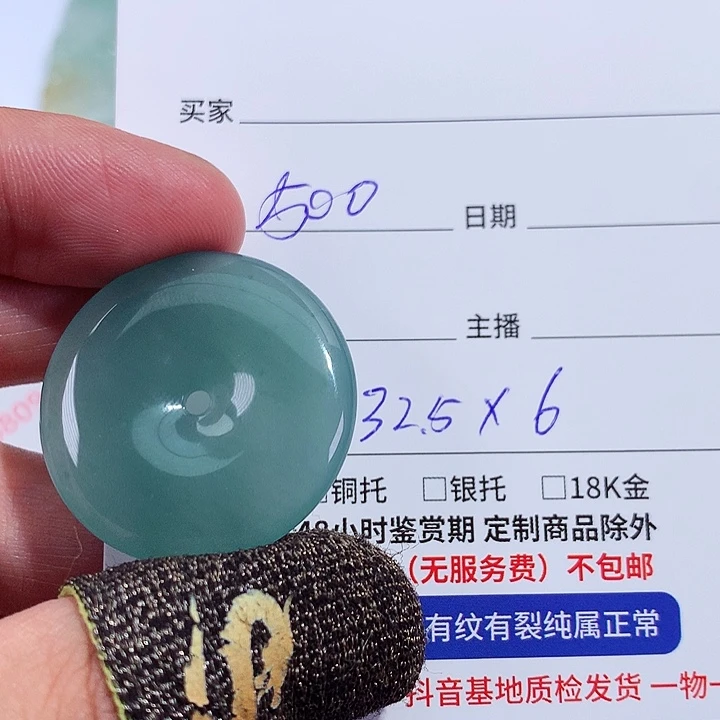 买家
500
日期
主播
32.5 × 6
铜托 □银托 □18K金
48小时鉴赏期 定制商品除外
(无服务费)不包邮
有纹有裂纯属正常
抖音基地质检发货 一物一